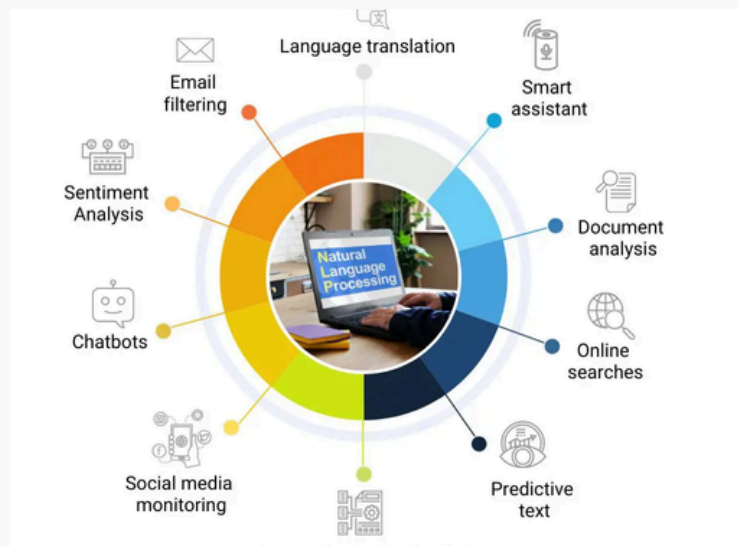 Language translation
Smart
assistant
Document
analysis
Online
searches
Predictive
text
Social media
monitoring
Chatbots
Sentiment
Analysis
Email
filtering
Natural
Language
Processing